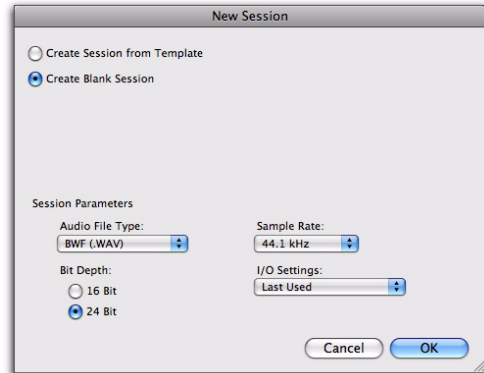 New Session
Create Session from Template
Create Blank Session
Session Parameters
Audio File Type:
BWF (.WAV)
Sample Rate:
44.1 kHz
Bit Depth:
16 Bit
24 Bit
I/O Settings:
Last Used
Cancel
OK